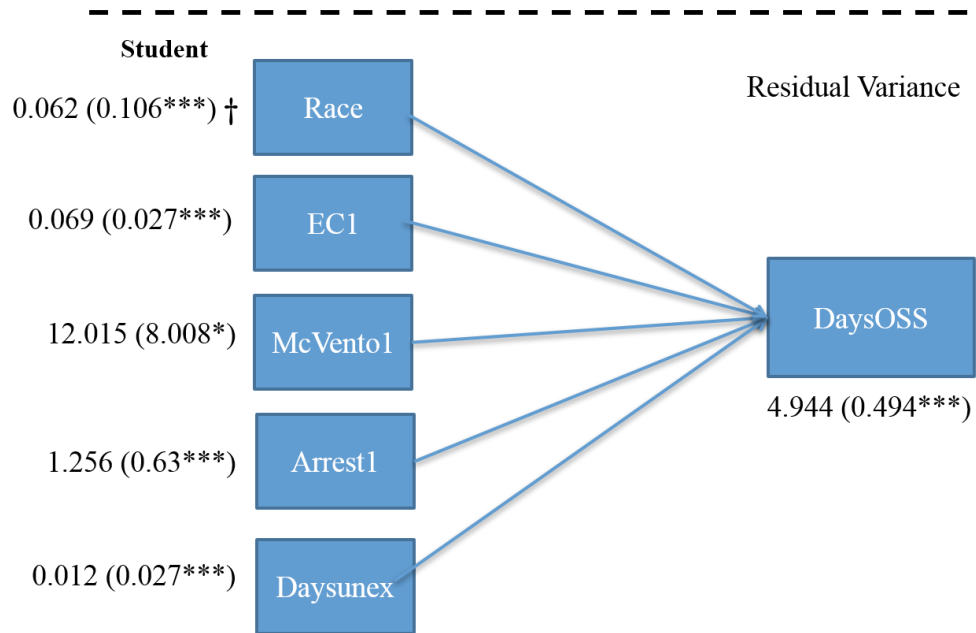 Student
0.062 (0.106***) †
Race
Residual Variance
0.069 (0.027***)
EC1
12.015 (8.008*)
McVento1
DaysOSS
4.944 (0.494***)
1.256 (0.63***)
Arrest1
0.012 (0.027***)
Daysunex